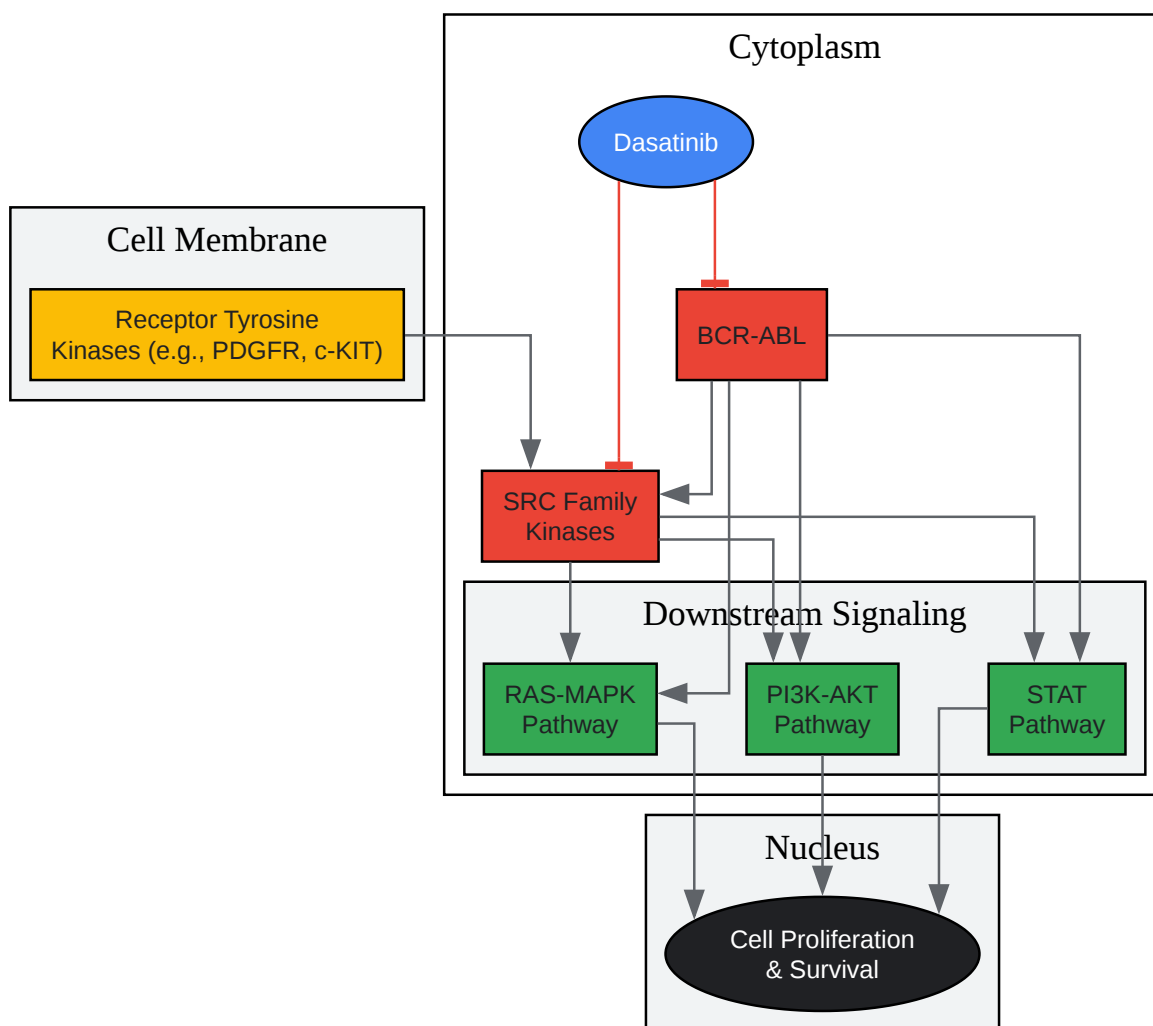 Cytoplasm
Dasatinib
Cell Membrane
Receptor Tyrosine
Kinases (e.g., PDGFR, c-KIT)
BCR-ABL
SRC Family
Kinases
Downstream Signaling
RAS-MAPK
Pathway
PI3K-AKT
Pathway
STAT
Pathway
Nucleus
Cell Proliferation
& Survival